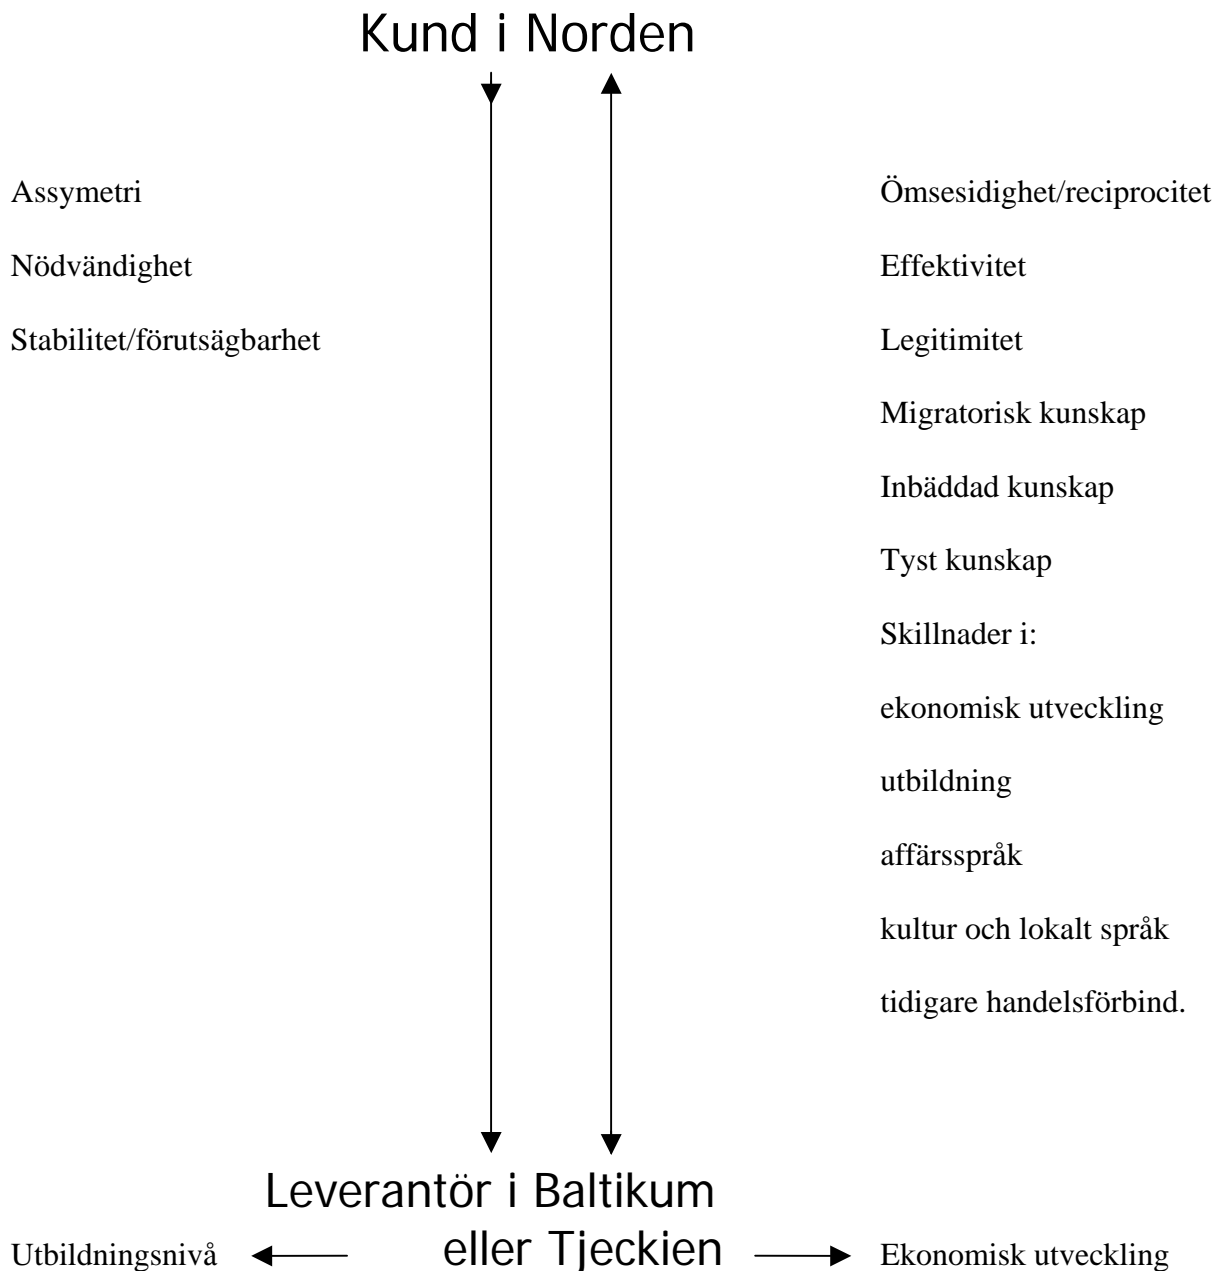 Kund i Norden
Assymetri
Ömsesidighet/reciprocitet
Nödvändighet
Effektivitet
Stabilitet/förutsägbarhet
Legitimitet
Migratorisk kunskap
Inbäddad kunskap
Tyst kunskap
Skillnader i:
ekonomisk utveckling
utbildning
affärsspråk
kultur och lokalt språk
tidigare handelsförbind.
Leverantör i Baltikum
eller Tjeckien
Utbildningsnivå
Ekonomisk utveckling